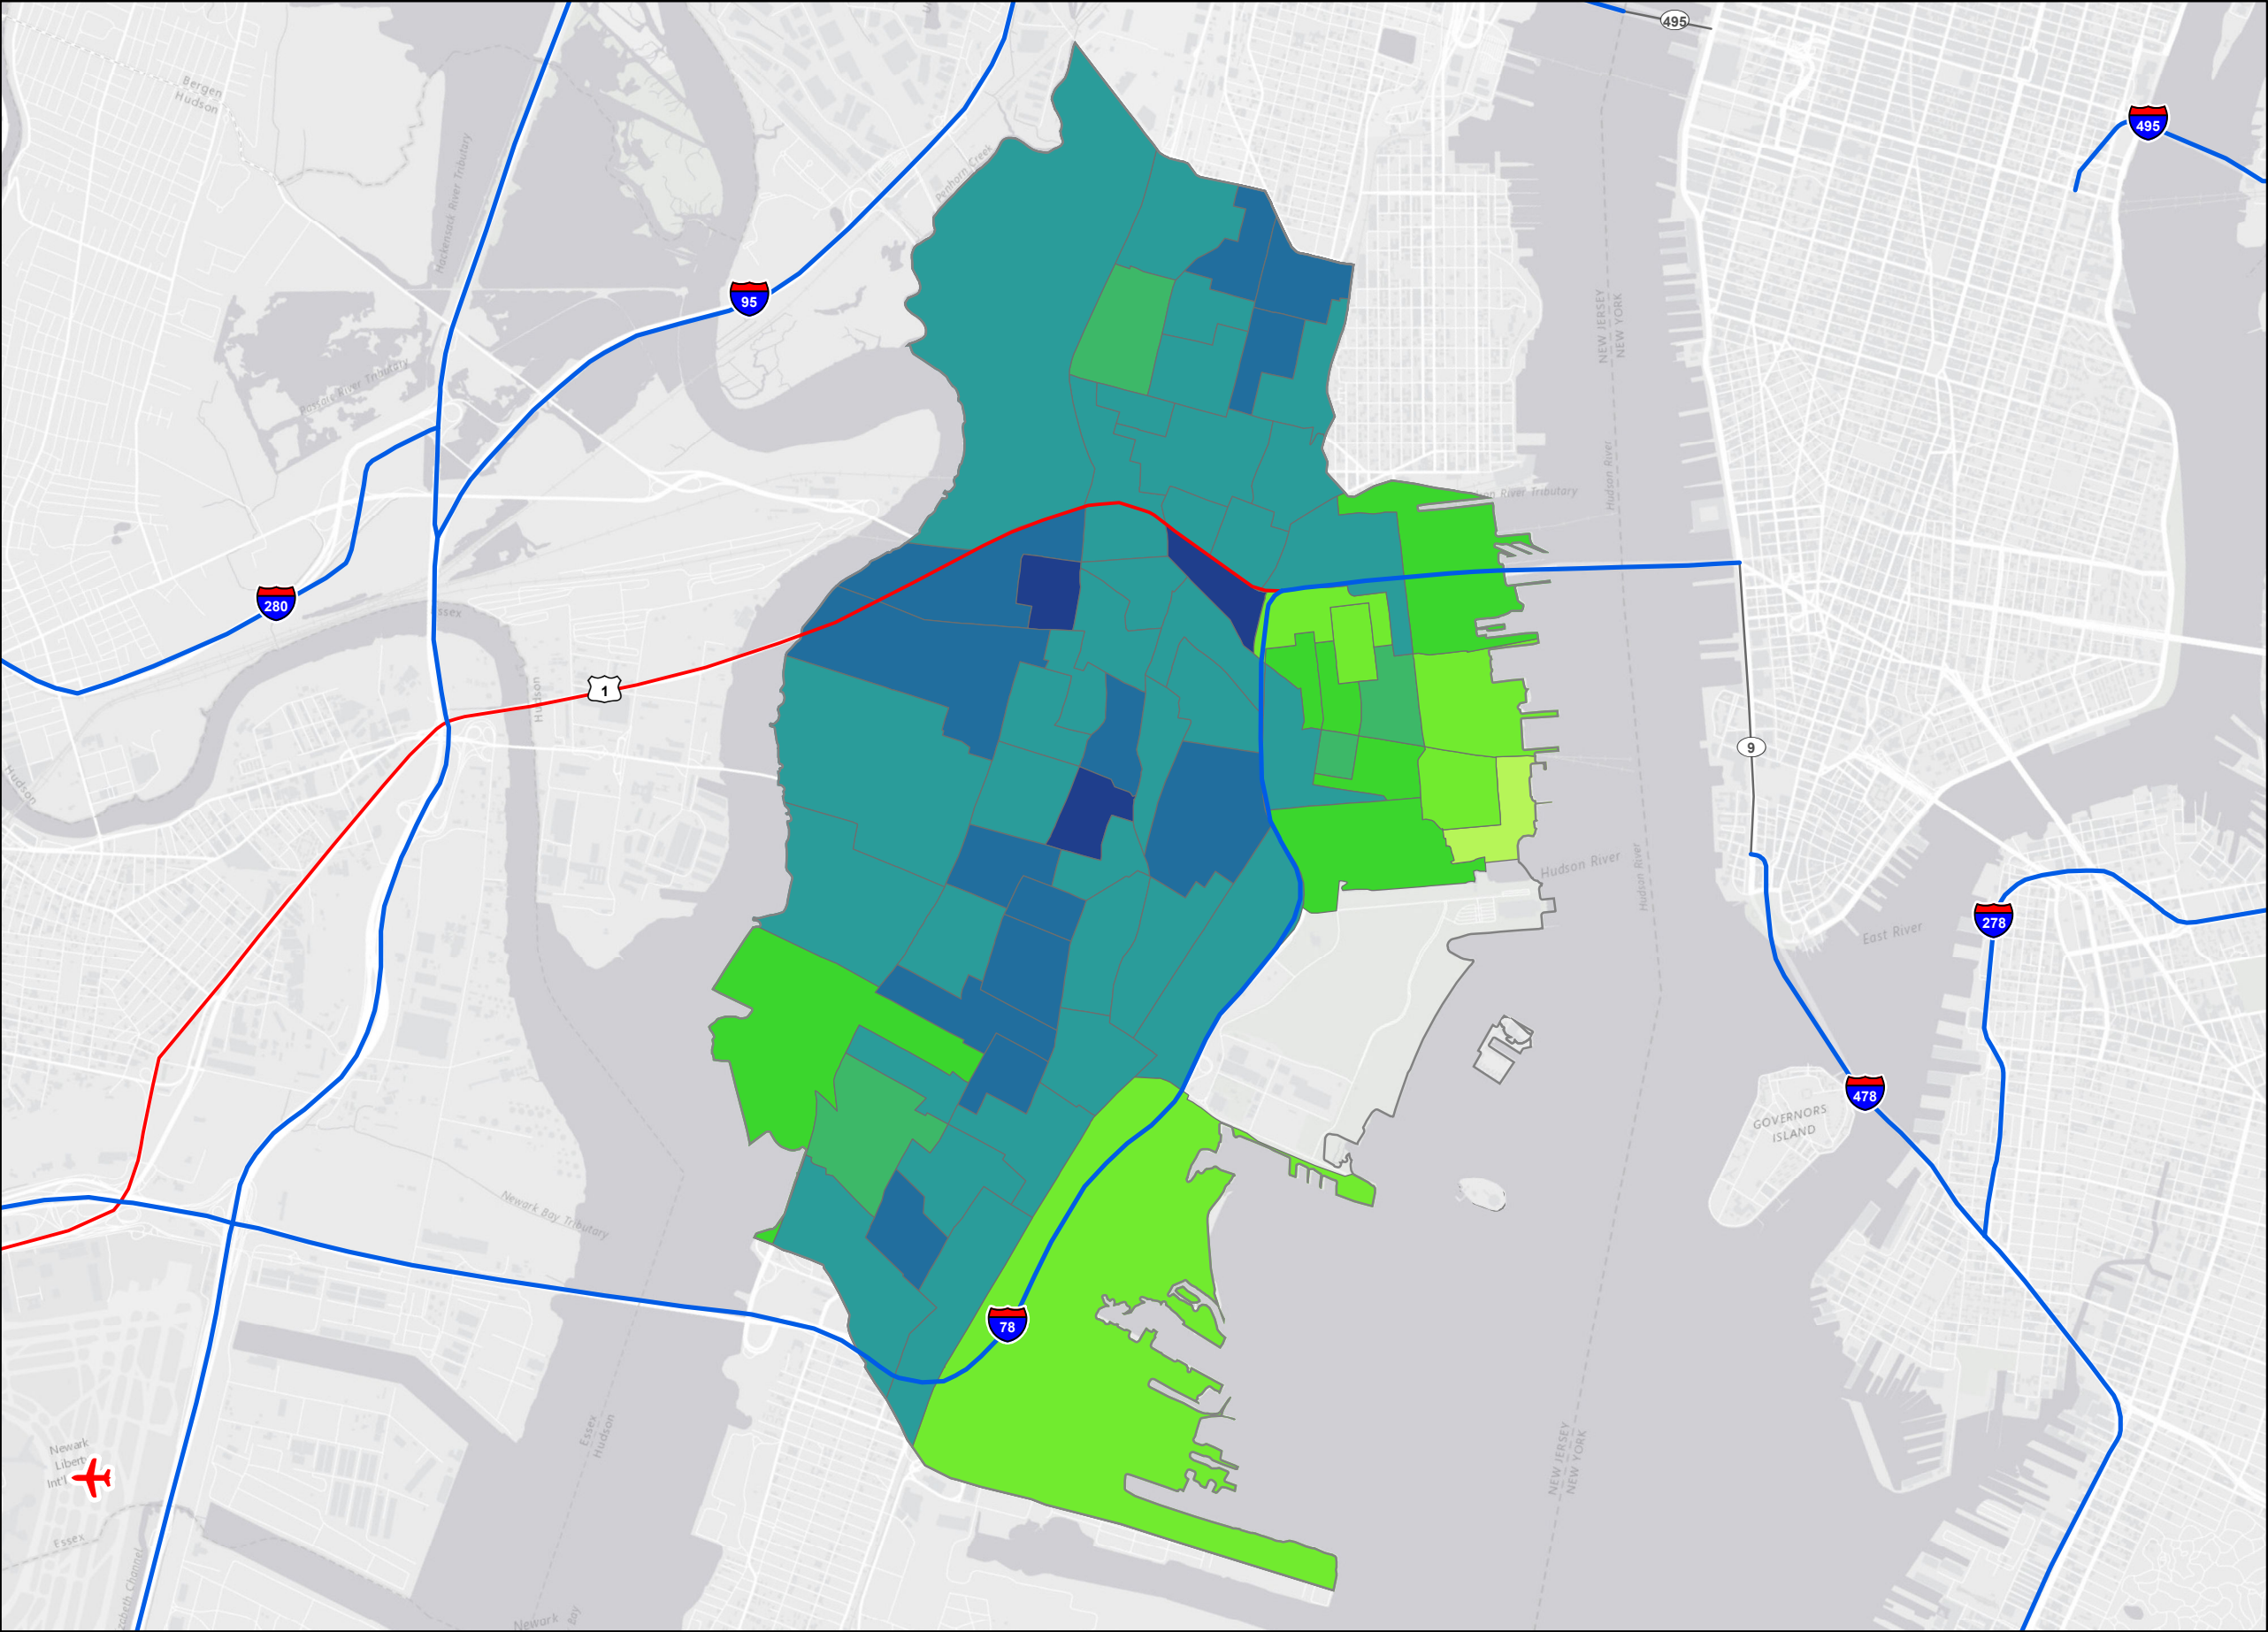 495
Bergen
Hudson
495
Hackensack River Tributary
Penhorn Creek
95
NEW JERSEY
NEW YORK
Passaic River Tributary
Hudson River
son River Tributary
280
Essex
Hudson
1
9
Hudson
Hudson River
Hudson River
East River
278
478
GOVERNORS
ISLAND
Newark Bay Tributary
78
Essex
Hudson
NEW JERSEY
NEW YORK
Newark
Liberty
Int'l
Essex
Newark
Bay